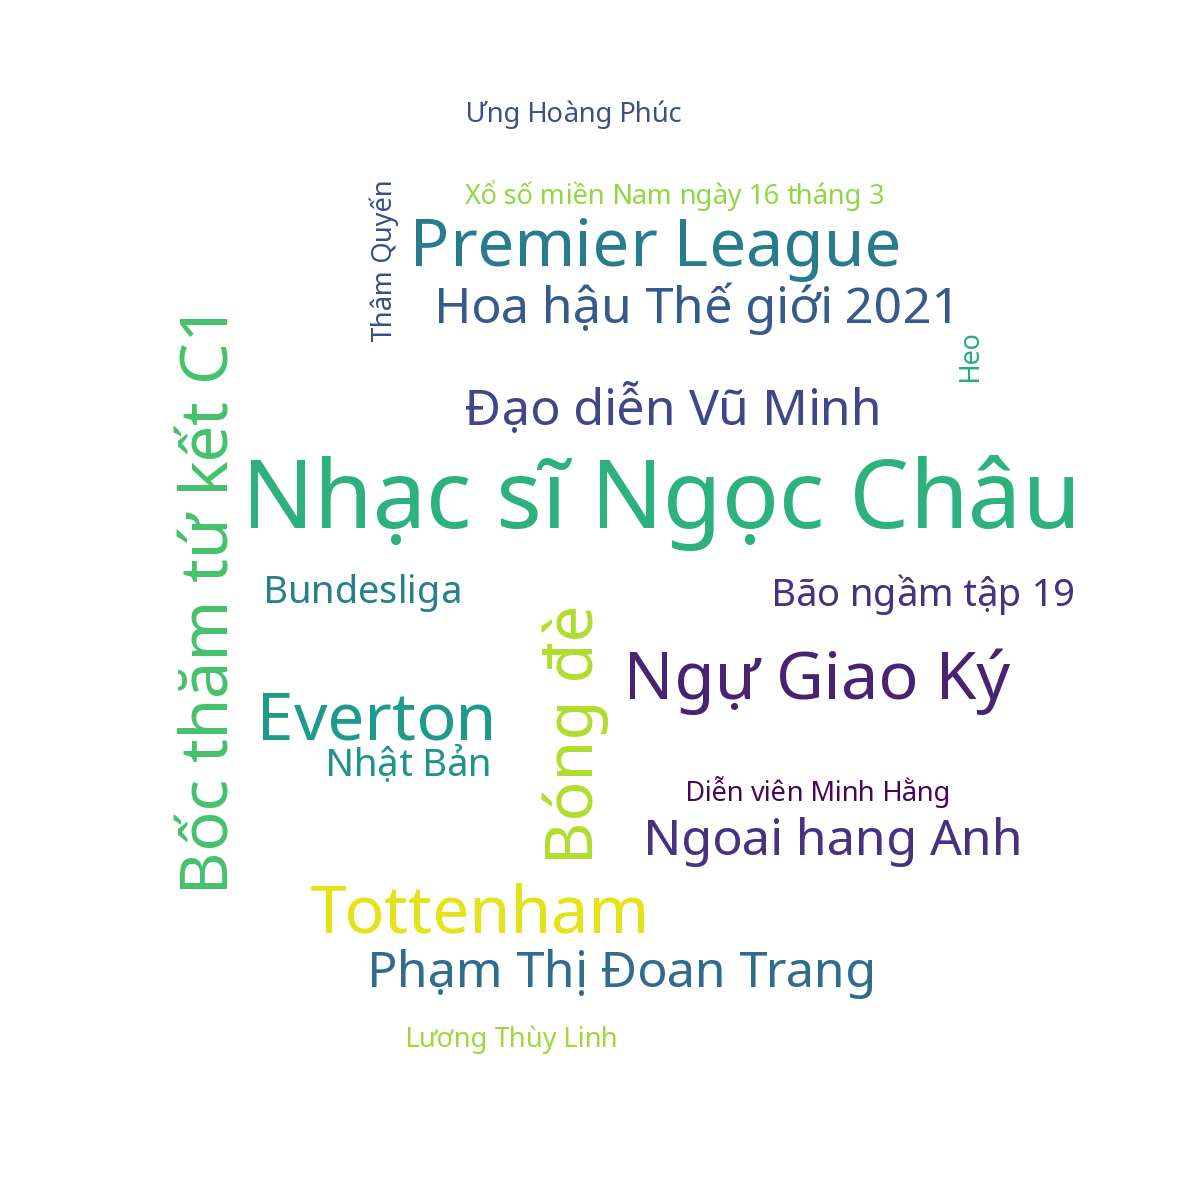 Ưng Hoàng Phúc
Xổ số miền Nam ngày 16 tháng 3
Thâm Quyến
Premier League
Hoa hậu Thế giới 2021
Heo
Đạo diễn Vũ Minh
Bốc thăm tứ kết C1
Nhạc sĩ Ngọc Châu
Bundesliga
Bão ngầm tập 19
Bóng đè
Ngự Giao Ký
Everton
Nhật Bản
Diễn viên Minh Hằng
Ngoai hang Anh
Tottenham
Phạm Thị Đoan Trang
Lương Thùy Linh